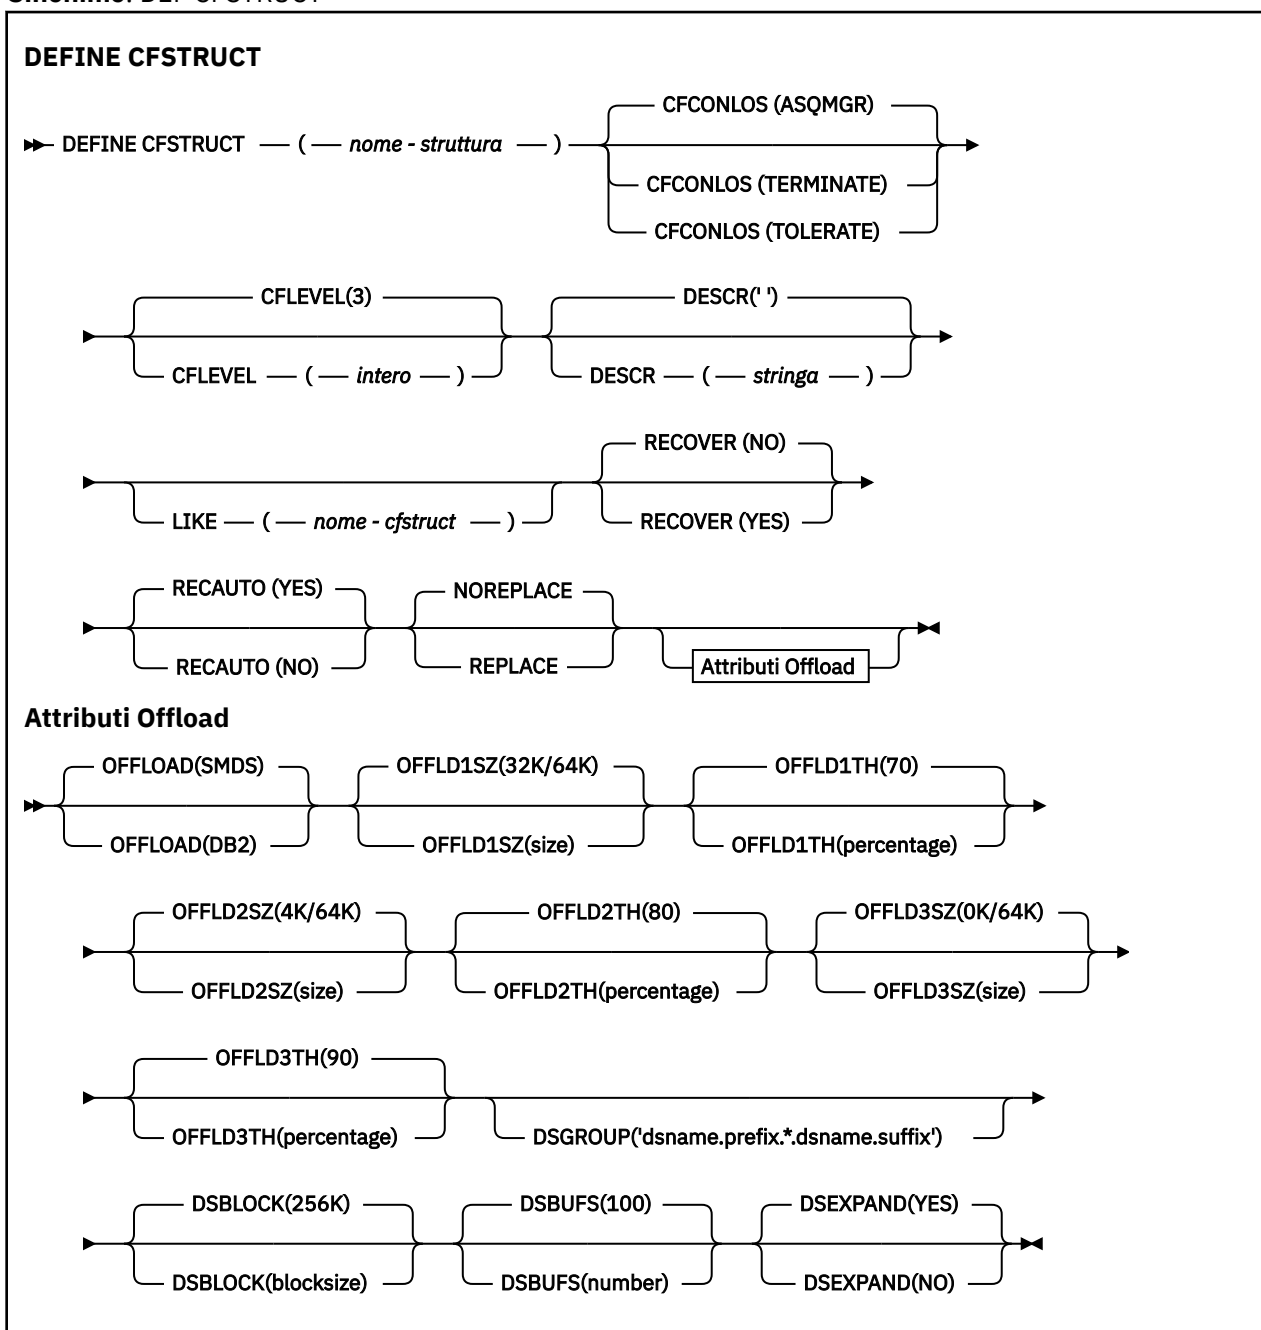 Sinonimo: DEF CFSTRUCT
DEFINE CFSTRUCT
CFCONLOS (ASQMGR)
DEFINE CFSTRUCT ( nome - struttura )
CFCONLOS (TERMINATE)
CFCONLOS (TOLERATE)
CFLEVEL(3) DESCR(' ')
CFLEVEL ( intero ) DESCR ( stringa )
RECOVER (NO)
LIKE ( nome - cfstruct ) RECOVER (YES)
RECAUTO (YES) NOREPLACE
RECAUTO (NO) REPLACE Attributi Offload
Attributi Offload
OFFLOAD(SMDS) OFFLD1SZ(32K/64K) OFFLD1TH(70)
OFFLOAD(DB2) OFFLD1SZ(size) OFFLD1TH(percentage)
OFFLD2SZ(4K/64K) OFFLD2TH(80) OFFLD3SZ(0K/64K)
OFFLD2SZ(size) OFFLD2TH(percentage) OFFLD3SZ(size)
OFFLD3TH(90)
OFFLD3TH(percentage) DSGROUP('dsname.prefix.*.dsname.suffix')
DSBLOCK(256K) DSBUFS(100) DSEXPAND(YES)
DSBLOCK(blocksize) DSBUFS(number) DSEXPAND(NO)